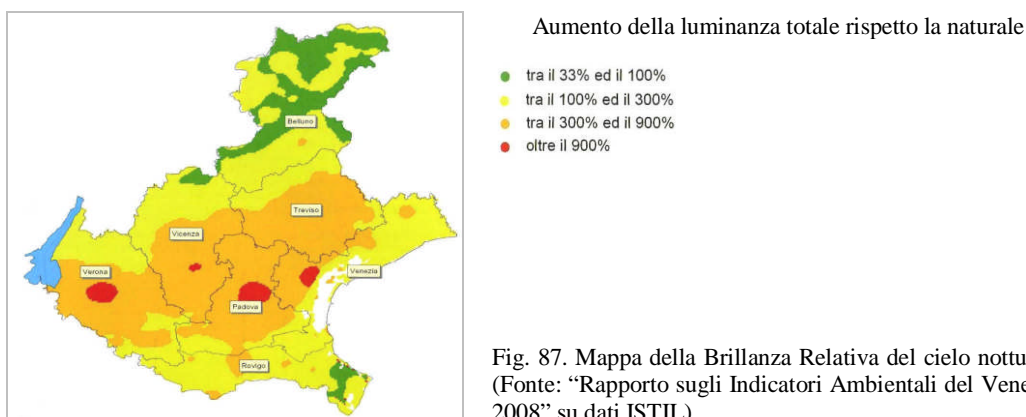 Aumento della luminanza totale rispetto la naturale
tra il 33% ed il 100%
tra il 100% ed il 300%
tra il 300% ed il 900%
oltre il 900%
Belluno
Treviso
Vicenza
Verona
Venezia
Padova
Rovigo
Fig. 87. Mappa della Brillanza Relativa del cielo nottu
(Fonte: “Rapporto sugli Indicatori Ambientali del Vene
2008” su dati ISTIL)